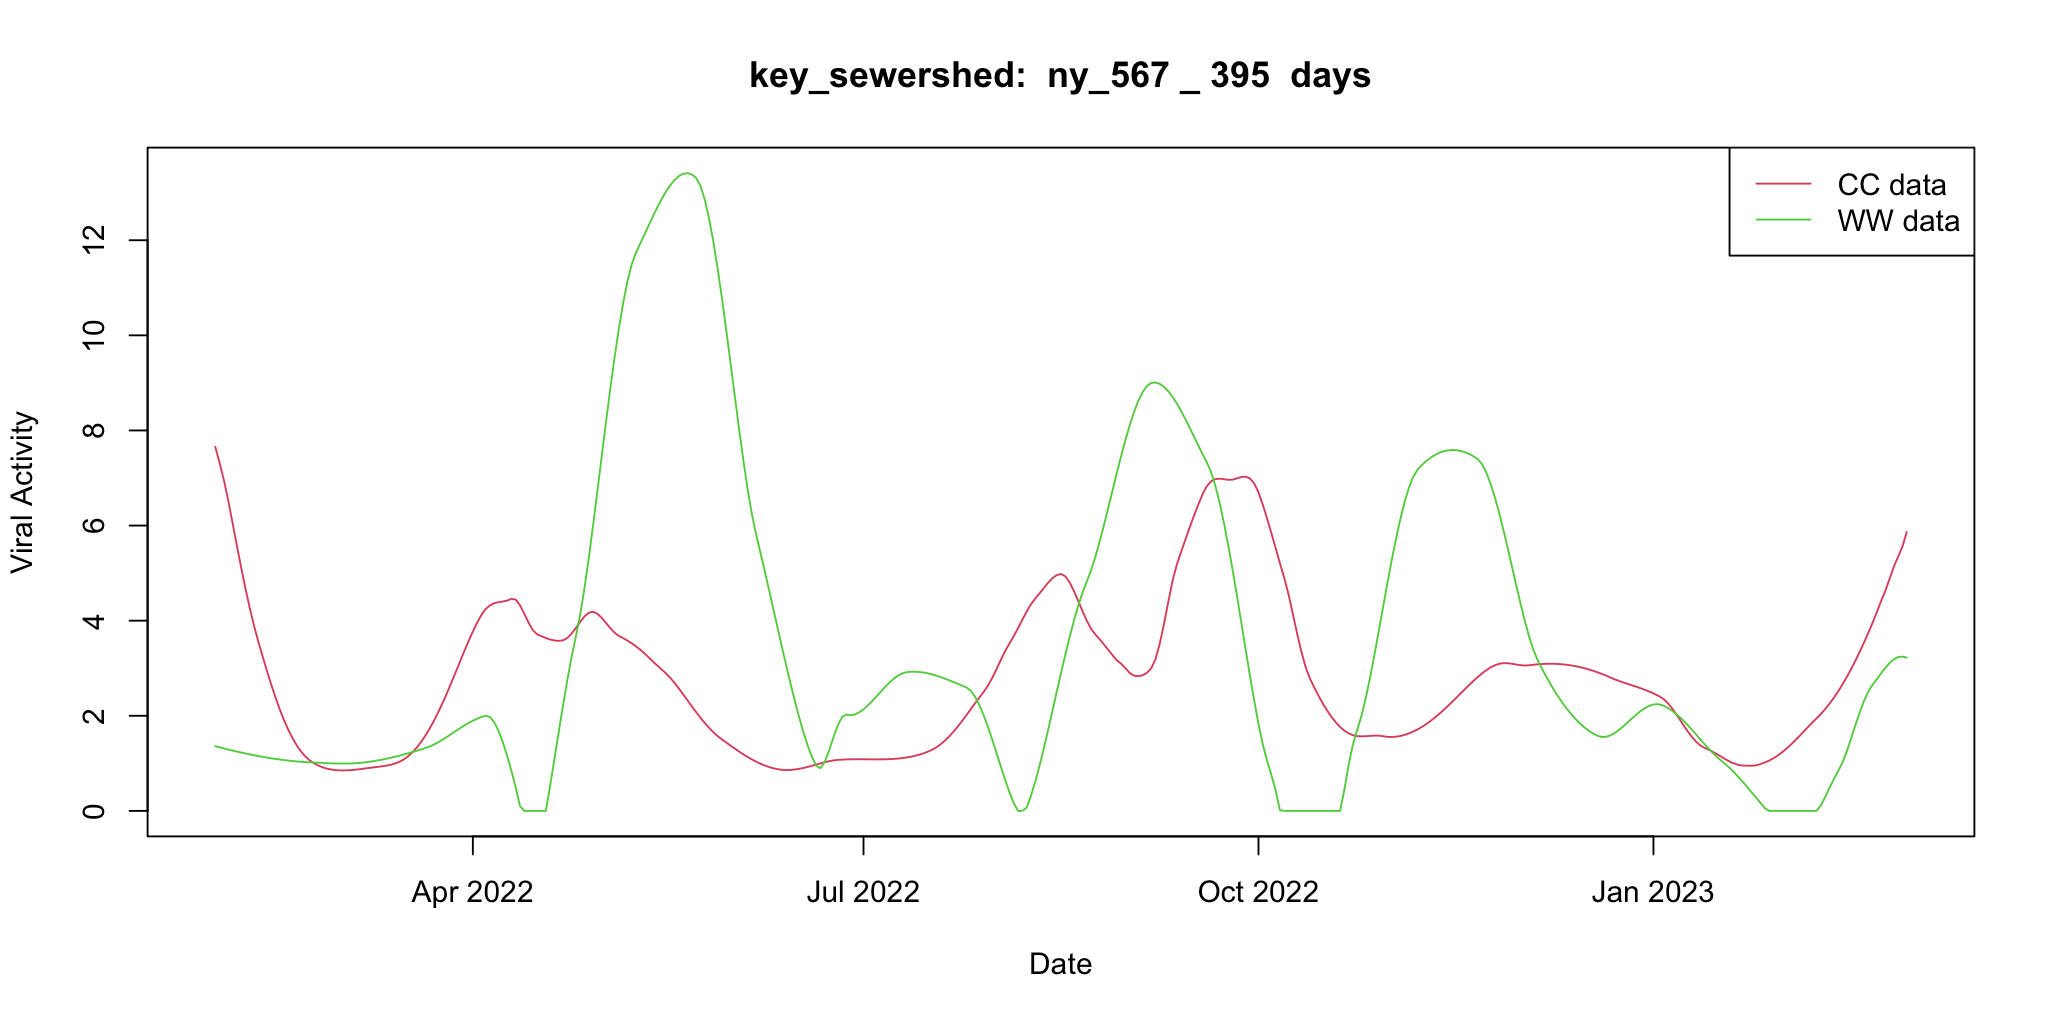 key_sewershed:  ny_567 _ 395  days
CC data
WW data
Viral Activity
12
10
8
6
4
2
0
Apr 2022
Jul 2022
Oct 2022
Jan 2023
Date